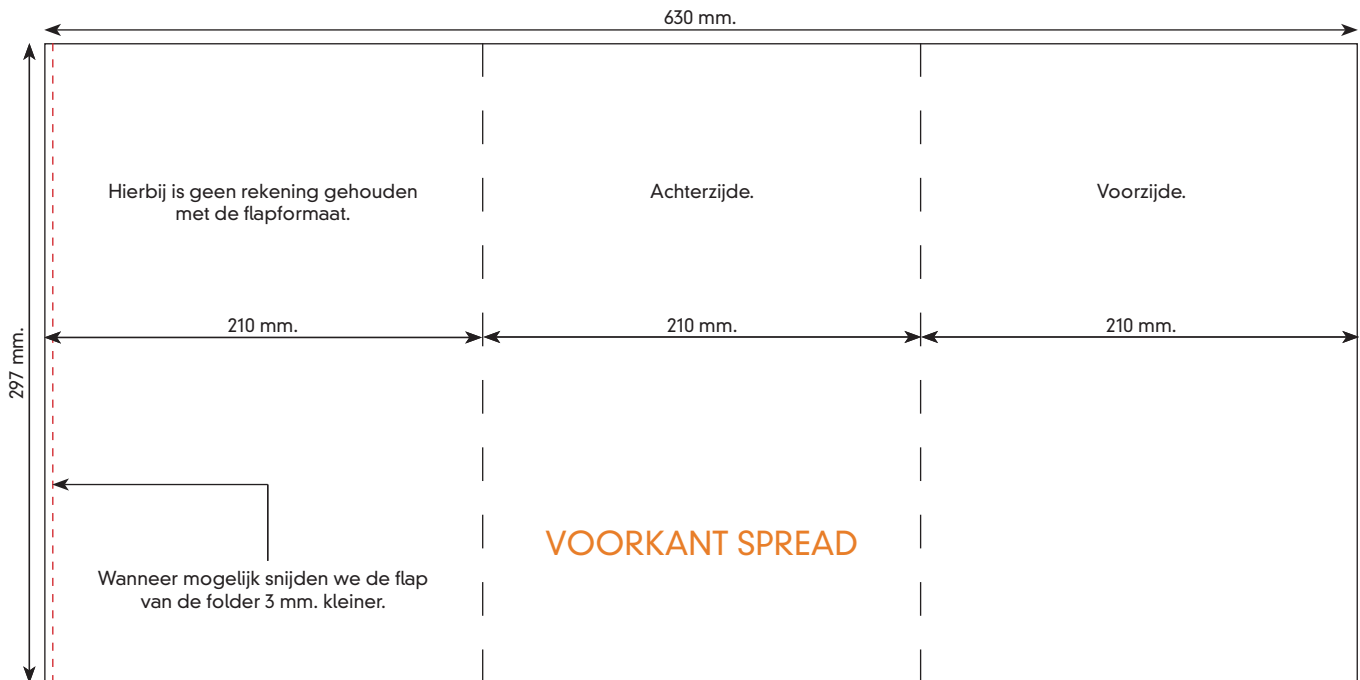 630 mm.
Hierbij is geen rekening gehouden
met de flapformaat.
Achterzijde.
Voorzijde.
210 mm.
210 mm.
210 mm.
297 mm.
VOORKANT SPREAD
Wanneer mogelijk snijden we de flap
van de folder 3 mm. kleiner.